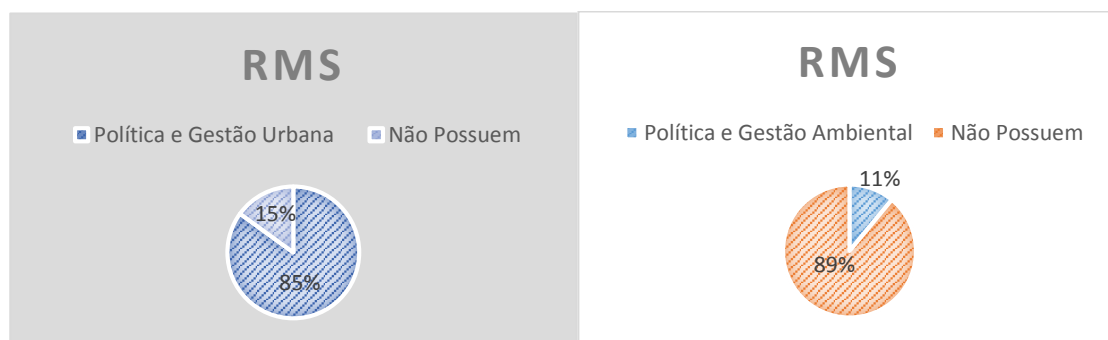 RMS
Política e Gestão Urbana Não Possuem
15%
85%
RMS
Política e Gestão Ambiental Não Possuem
11%
89%